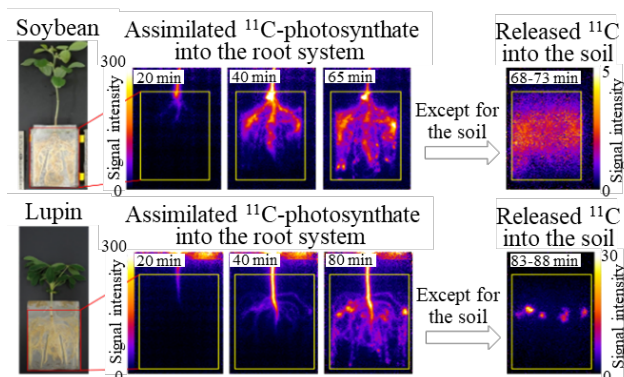 Soybean
Assimilated ¹¹C-photosynthate
into the root system
Released ¹¹C
into the soil
300
Signal intensity
0
20 min
40 min
65 min
Except for
the soil
68-73 min
5
Signal intensity
0
Lupin
Assimilated ¹¹C-photosynthate
into the root system
Released ¹¹C
into the soil
300
Signal intensity
0
20 min
40 min
80 min
Except for
the soil
83-88 min
30
Signal intensity
0